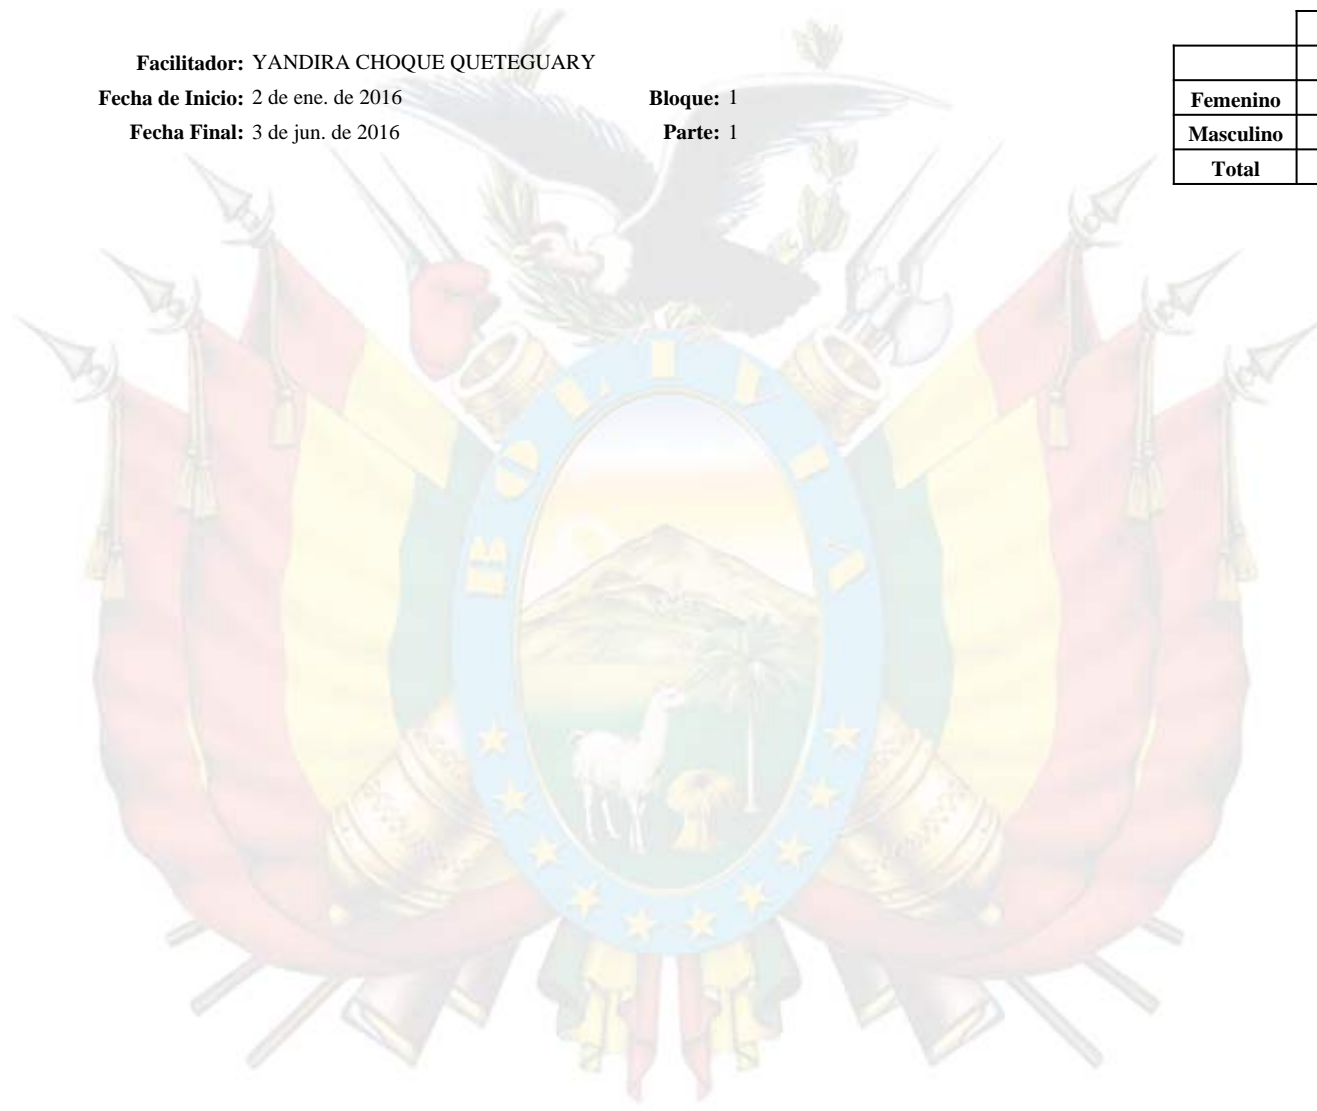 Facilitador: YANDIRA CHOQUE QUETEGUARY
Fecha de Inicio: 2 de ene. de 2016 Bloque: 1
Fecha Final: 3 de jun. de 2016 Parte: 1
Femenino
Masculino
Total
BOLIVIA